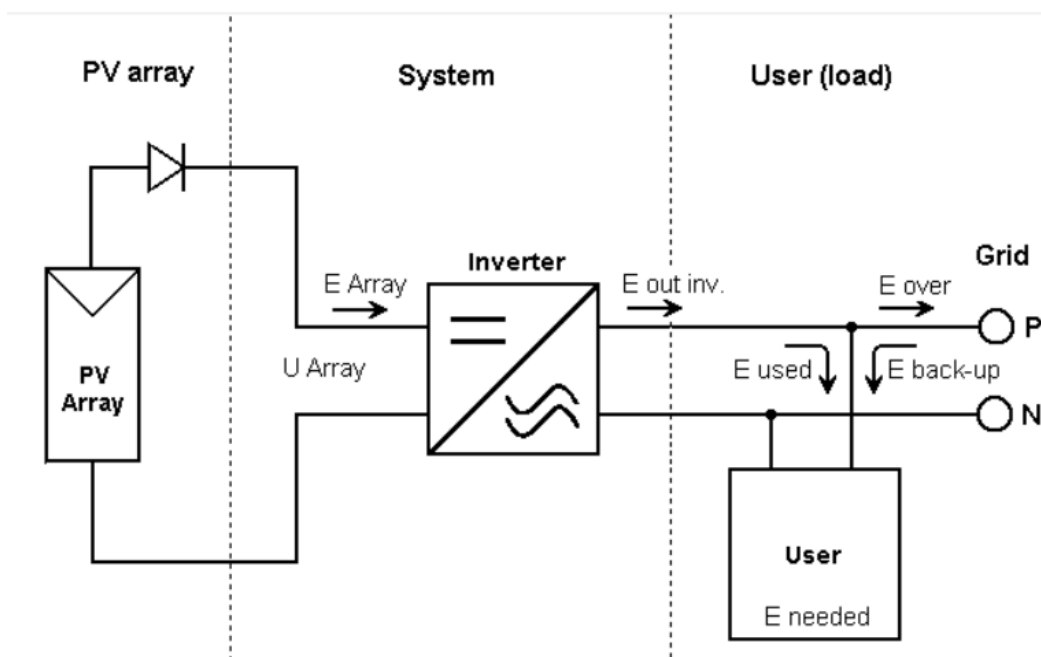 PV array
System
User (load)
Inverter
Grid
E Array
E out inv.
E over
P
U Array
E used
E back-up
PV
Array
N
User
E needed